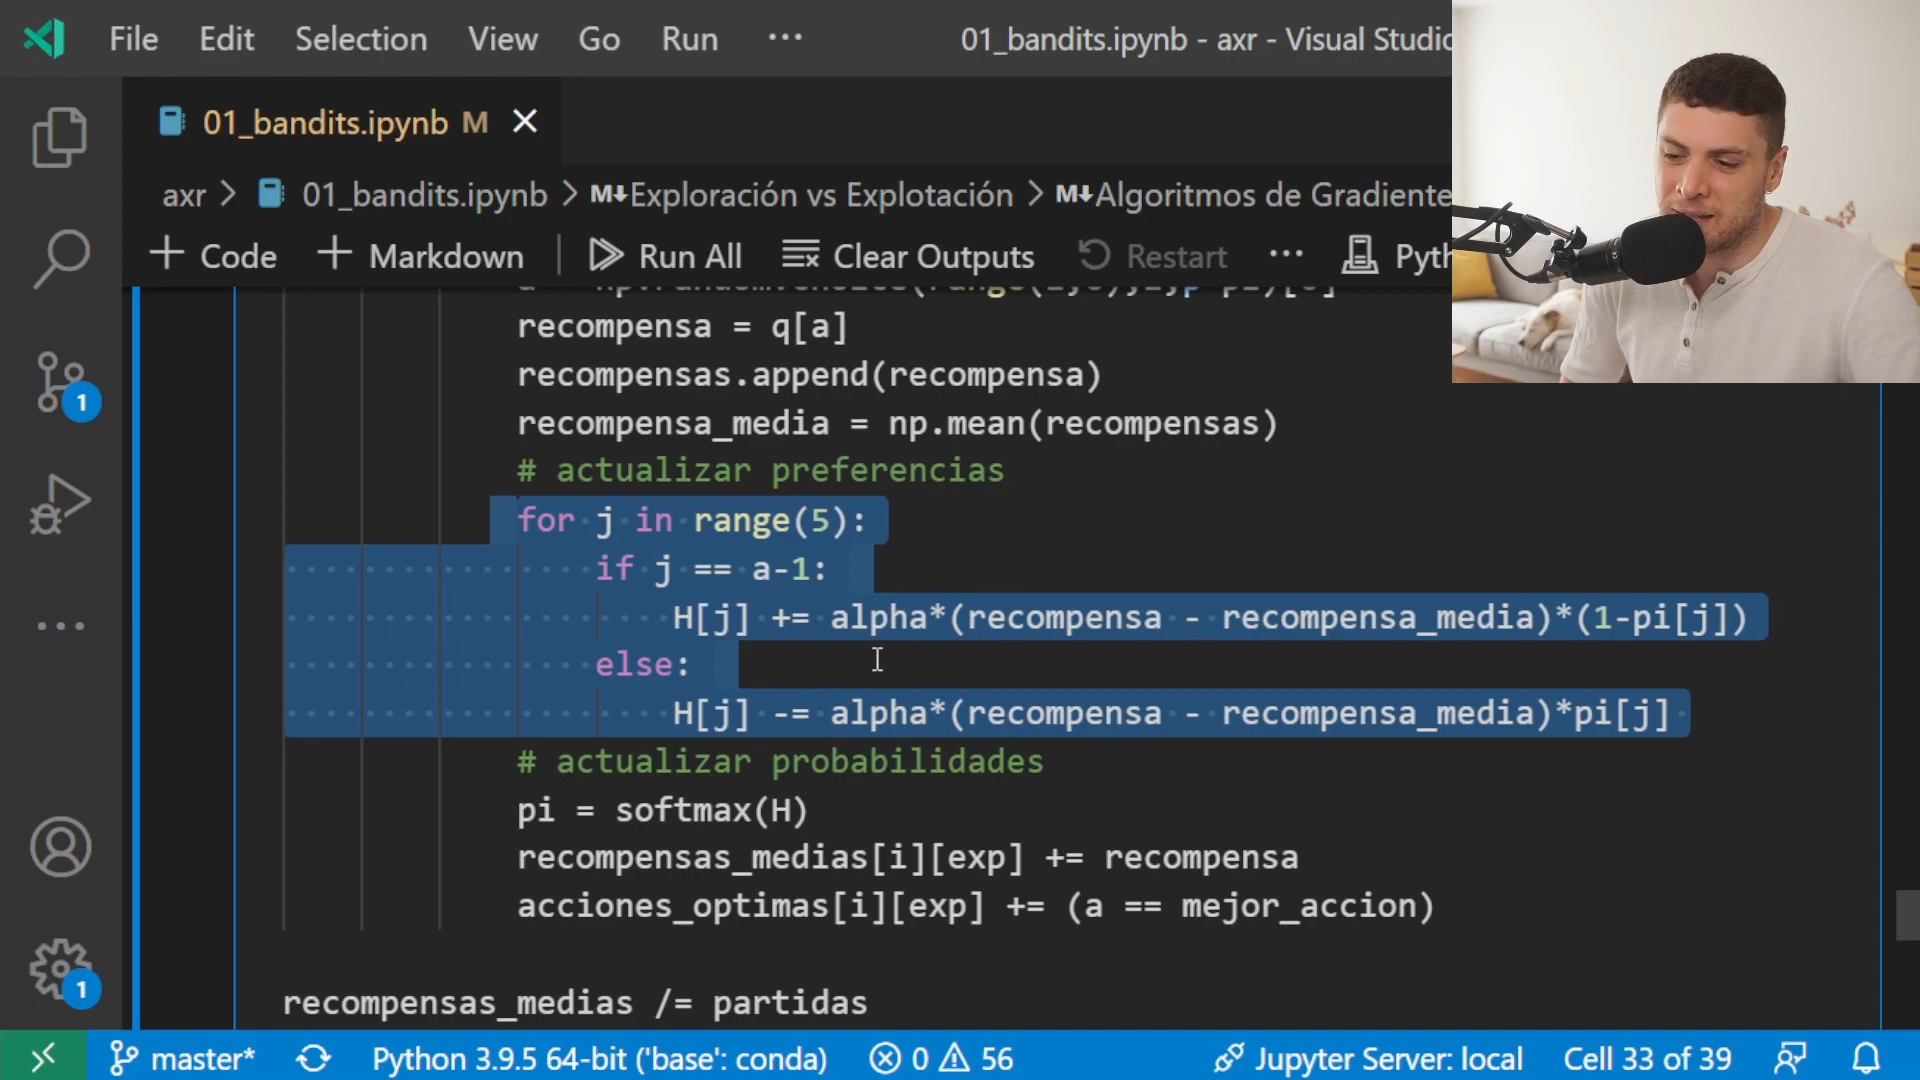 File Edit Selection View Go Run ···
01_bandits.ipynb - axr - Visual Studio
01_bandits.ipynb M
axr > 01_bandits.ipynb > M↓Exploración vs Explotación > M↓Algoritmos de Gradiente
+ Code + Markdown Run All Clear Outputs Restart ···
recompensa = q[a]
recompensas.append(recompensa)
recompensa_media = np.mean(recompensas)
# actualizar preferencias
for j in range(5):
if j == a-1:
H[j] += alpha*(recompensa - recompensa_media)*(1-pi[j])
else:
H[j] -= alpha*(recompensa - recompensa_media)*pi[j]
# actualizar probabilidades
pi = softmax(H)
recompensas_medias[i][exp] += recompensa
acciones_optimas[i][exp] += (a == mejor_accion)
recompensas_medias /= partidas
1
1
master* Python 3.9.5 64-bit ('base': conda) 0 56 Jupyter Server: local Cell 33 of 39